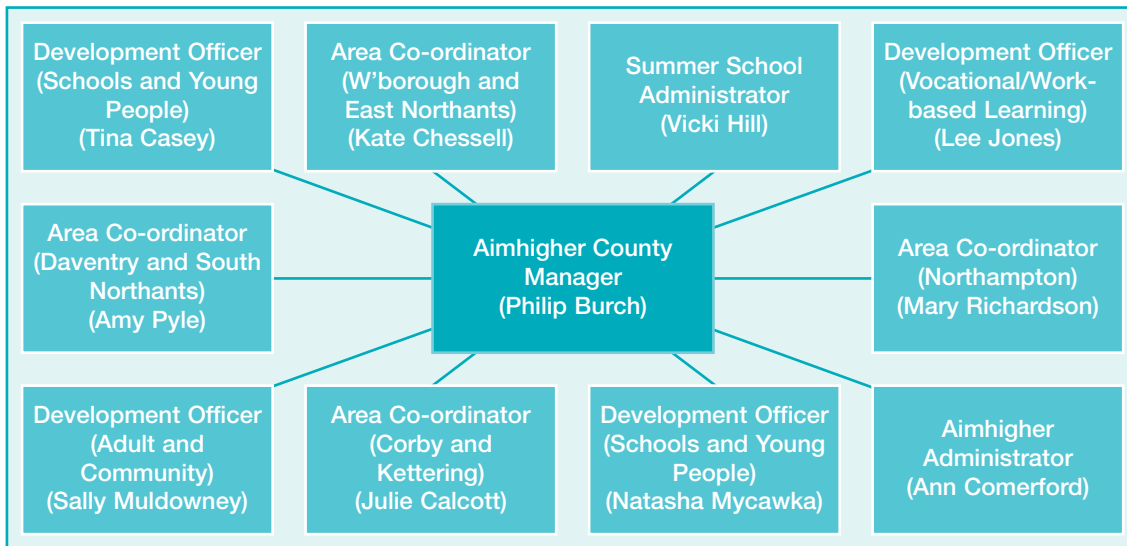 Development Officer
(Schools and Young
People)
(Tina Casey)
Area Co-ordinator
(W'borough and
East Northants)
(Kate Chessell)
Summer School
Administrator
(Vicki Hill)
Development Officer
(Vocational/Work-
based Learning)
(Lee Jones)
Area Co-ordinator
(Daventry and South
Northants)
(Amy Pyle)
Aimhigher County
Manager
(Philip Burch)
Area Co-ordinator
(Northampton)
(Mary Richardson)
Development Officer
(Adult and
Community)
(Sally Muldowney)
Area Co-ordinator
(Corby and
Kettering)
(Julie Calcott)
Development Officer
(Schools and Young
People)
(Natasha Mycawka)
Aimhigher
Administrator
(Ann Comerford)